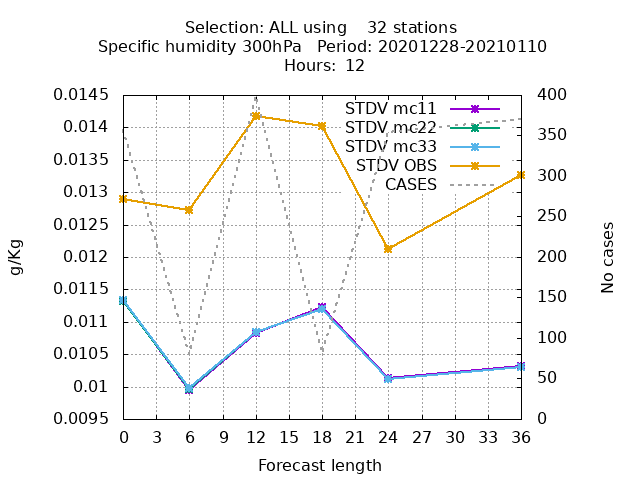 Selection: ALL using    32 stations
Specific humidity 300hPa   Period: 20201228-20210110
Hours: 12
STDV mc11
STDV mc22
STDV mc33
STDV OBS
CASES
0.0145
0.014
0.0135
0.013
0.0125
0.012
0.0115
0.011
0.0105
0.01
0.0095
g/Kg
400
350
300
250
200
150
100
50
0
No cases
0 3 6 9 12 15 18 21 24 27 30 33 36
Forecast length